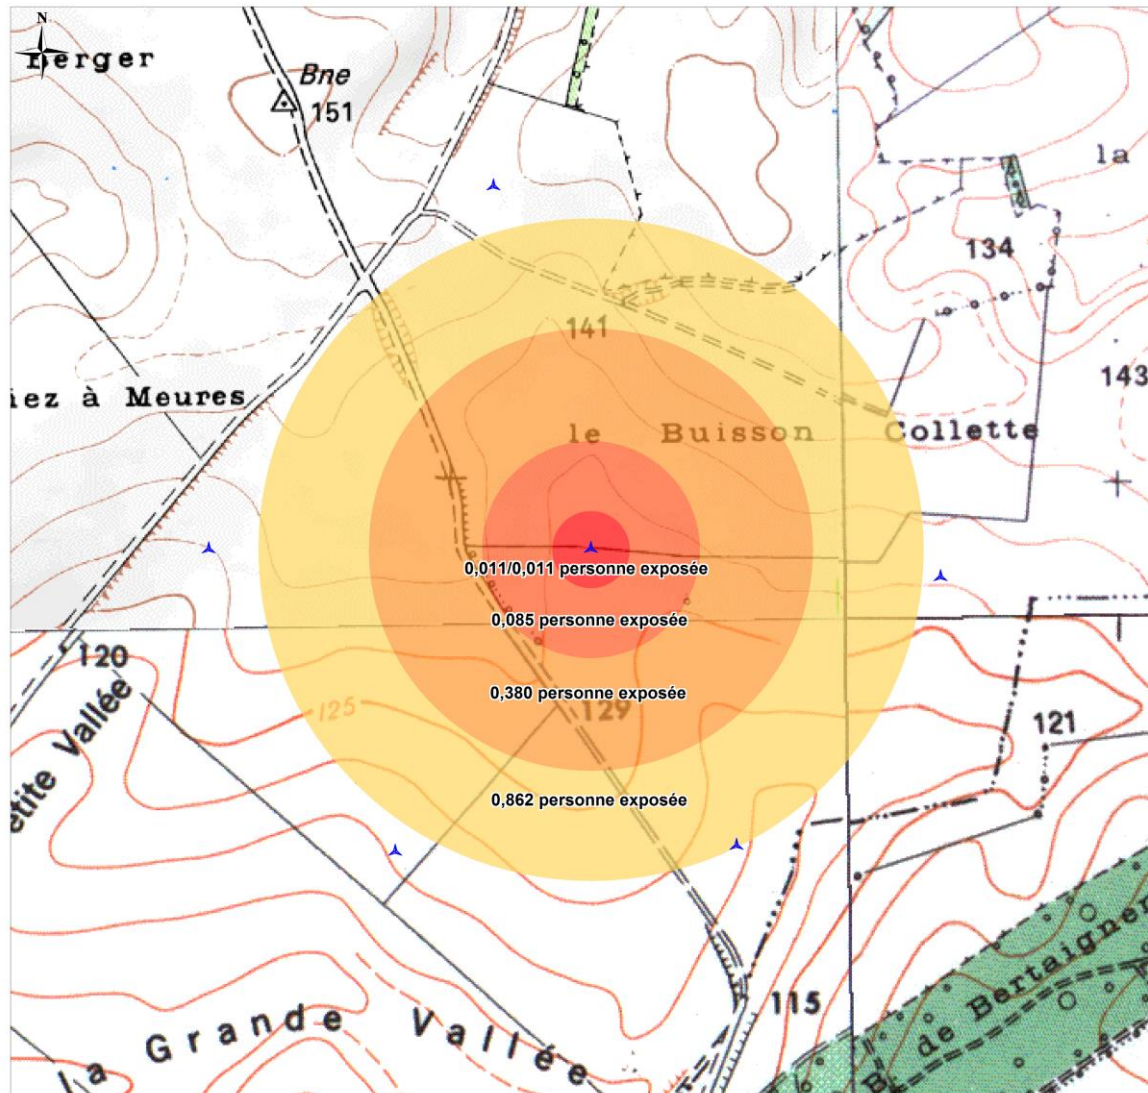 N
Berger
Bne
151
la
134
141
143
iez à Meures
le Buisson Collette
0,011/0,011 personne exposée
0,085 personne exposée
120
0,380 personne exposée
125
129
121
etite Vallée
0,862 personne exposée
115
la Grande Vallée
B de Bertaigne